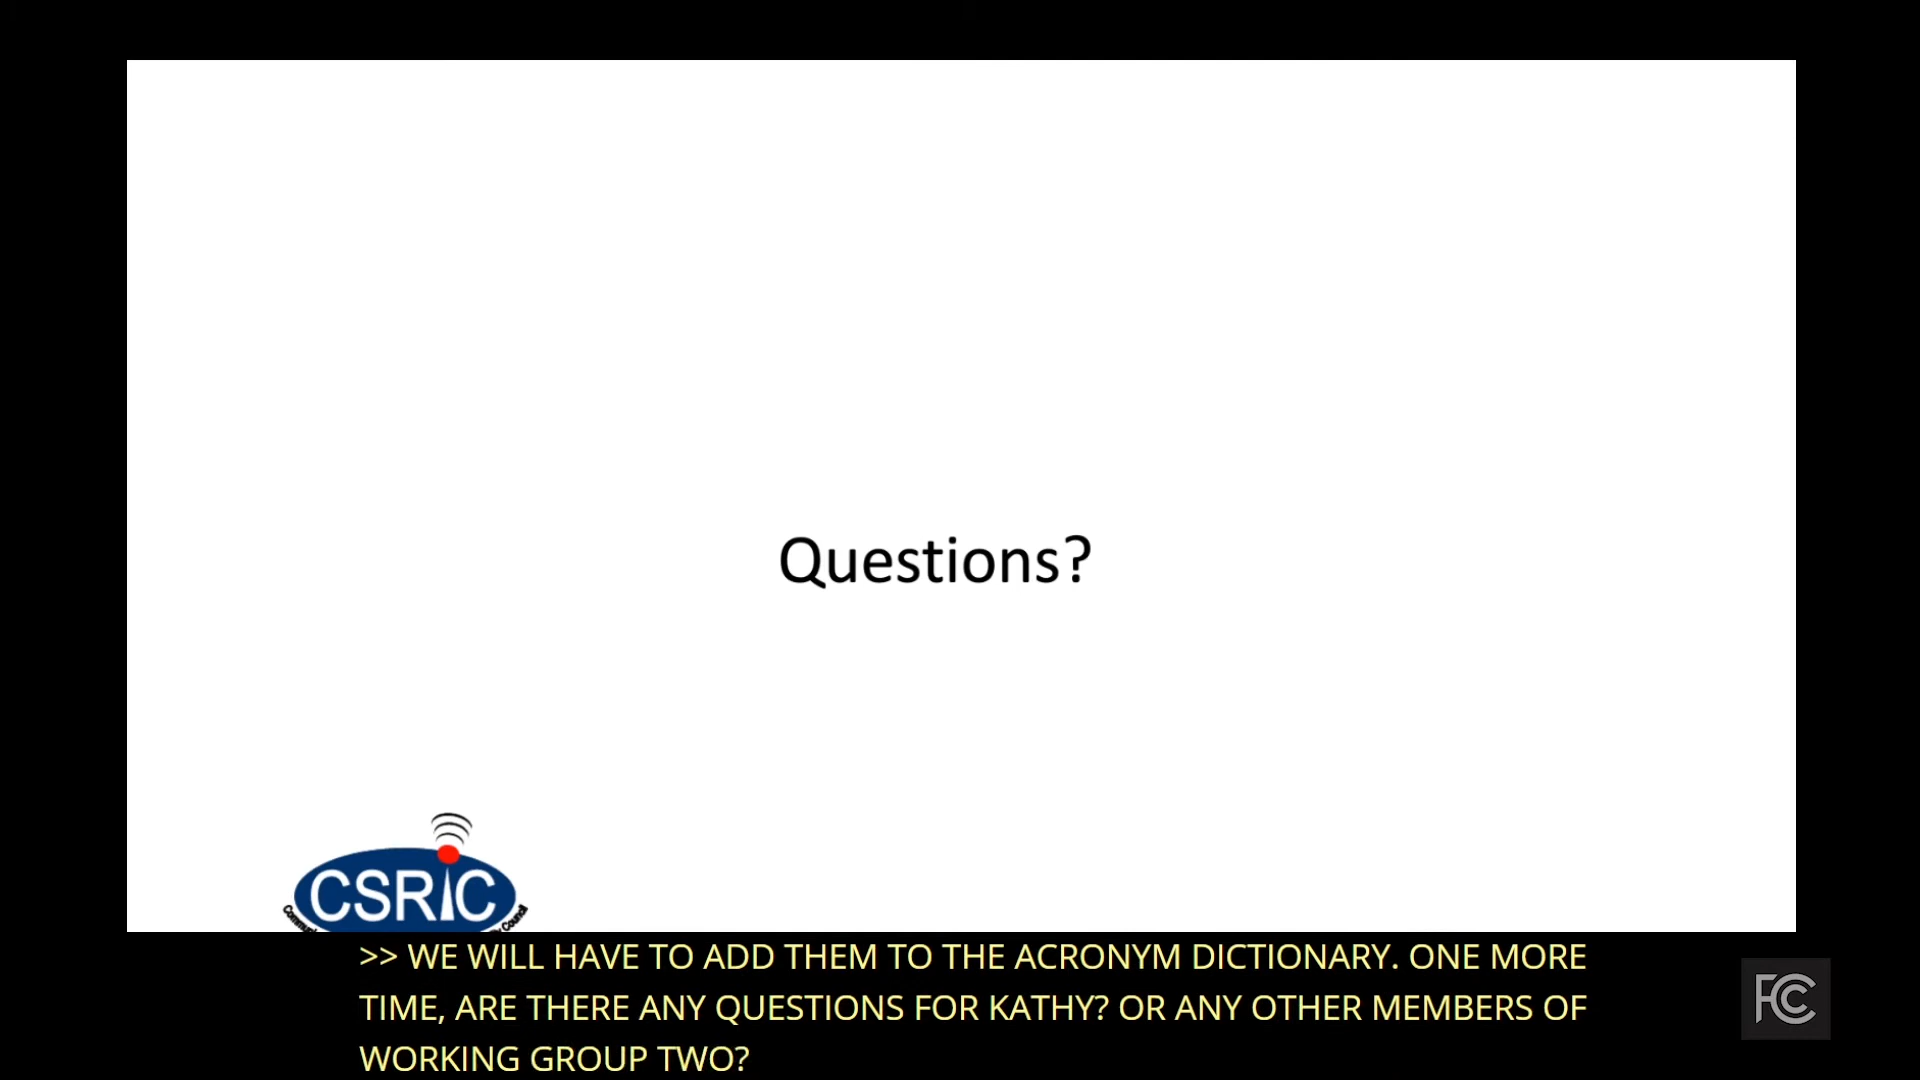 Questions?
CSRIC
Council
>> WE WILL HAVE TO ADD THEM TO THE ACRONYM DICTIONARY. ONE MORE
TIME, ARE THERE ANY QUESTIONS FOR KATHY? OR ANY OTHER MEMBERS OF
WORKING GROUP TWO?
FCC